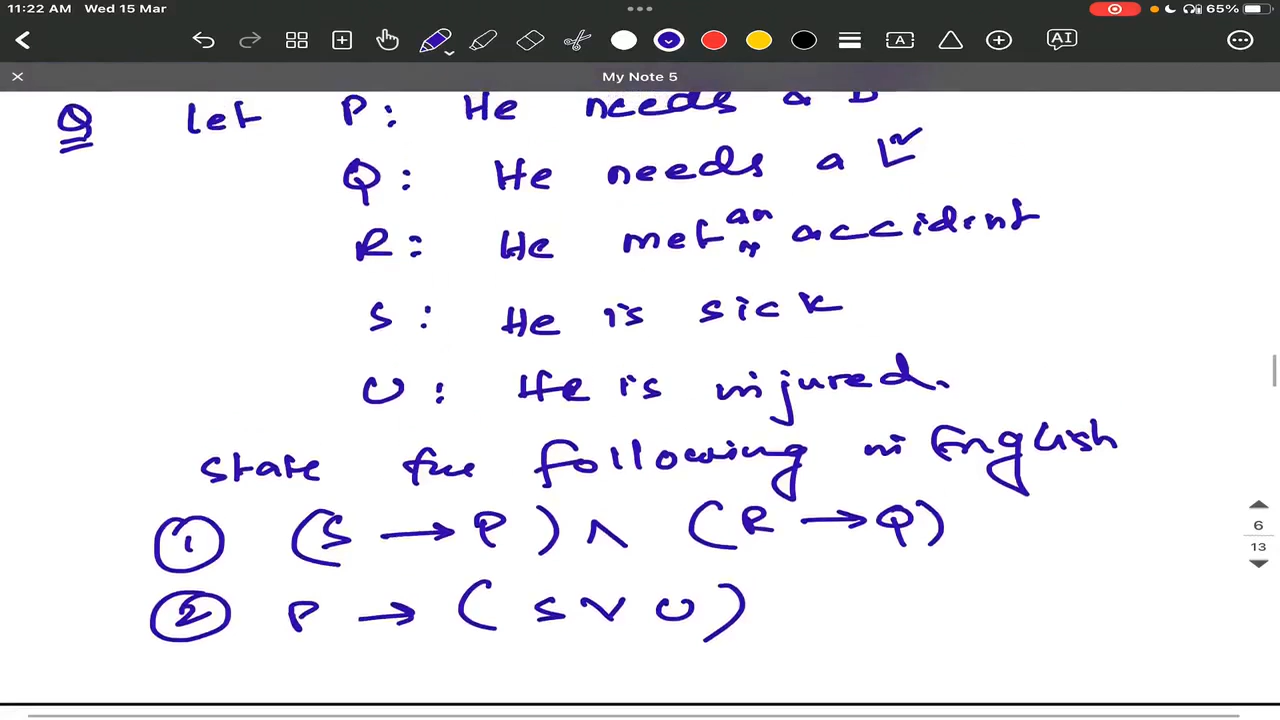 11:22 AM Wed 15 Mar
65%
AI
My Note 5
Q let P: He needs a D
Q: He needs a L
R: He met an accident
S: He is sick
U: He is injured.
State the following in English
① (S → P) ∧ (R → Q)
② P → (S ∨ U)
6
13